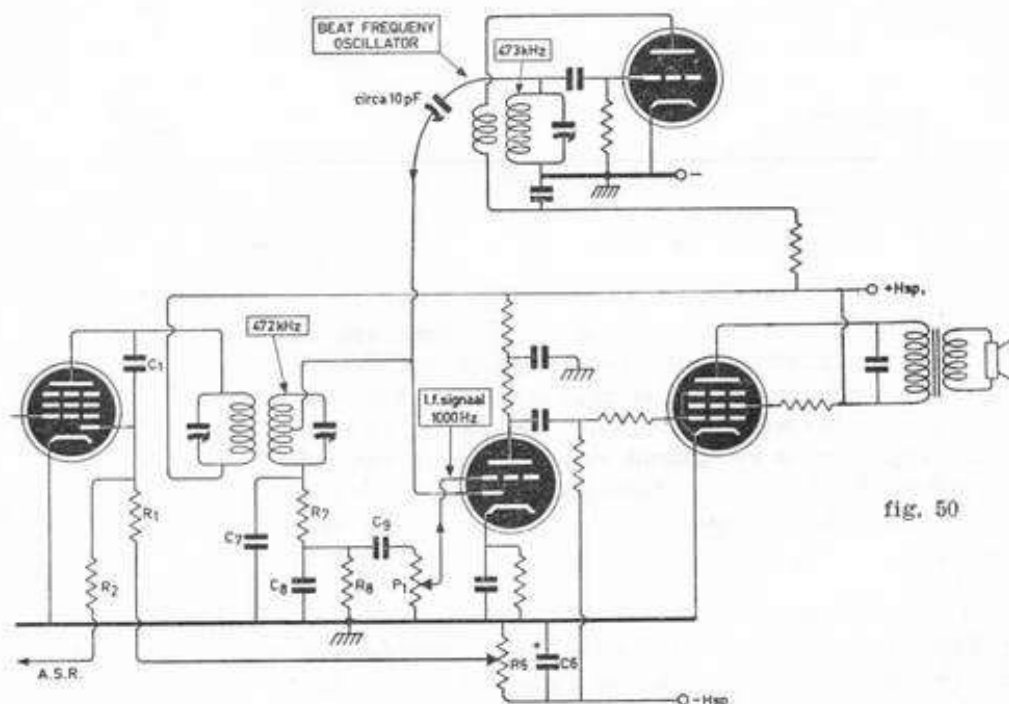 BEAT FREQUENY
OSCILLATOR
473kHz
circa 10pF
–
+Hsp.
472kHz
C1
l.f. signaal
1000Hz
fig. 50
R1
R7
C9
C7
R2
C8
R8
P1
A.S.R.
R6
+
C6
-Hsp.